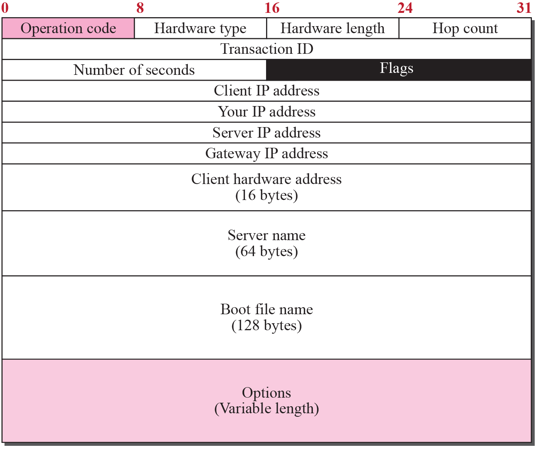 0 8 16 24 31
Operation code Hardware type Hardware length Hop count
Transaction ID
Number of seconds Flags
Client IP address
Your IP address
Server IP address
Gateway IP address
Client hardware address
(16 bytes)
Server name
(64 bytes)
Boot file name
(128 bytes)
Options
(Variable length)